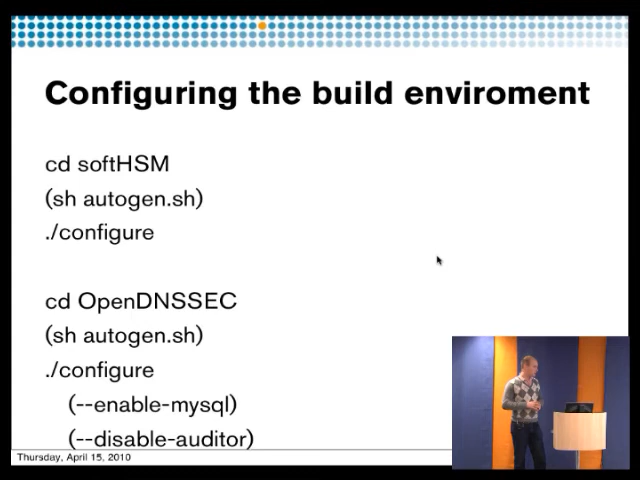 Configuring the build enviroment
cd softHSM
(sh autogen.sh)
./configure
cd OpenDNSSEC
(sh autogen.sh)
./configure
(--enable-mysql)
(--disable-auditor)
Thursday, April 15, 2010